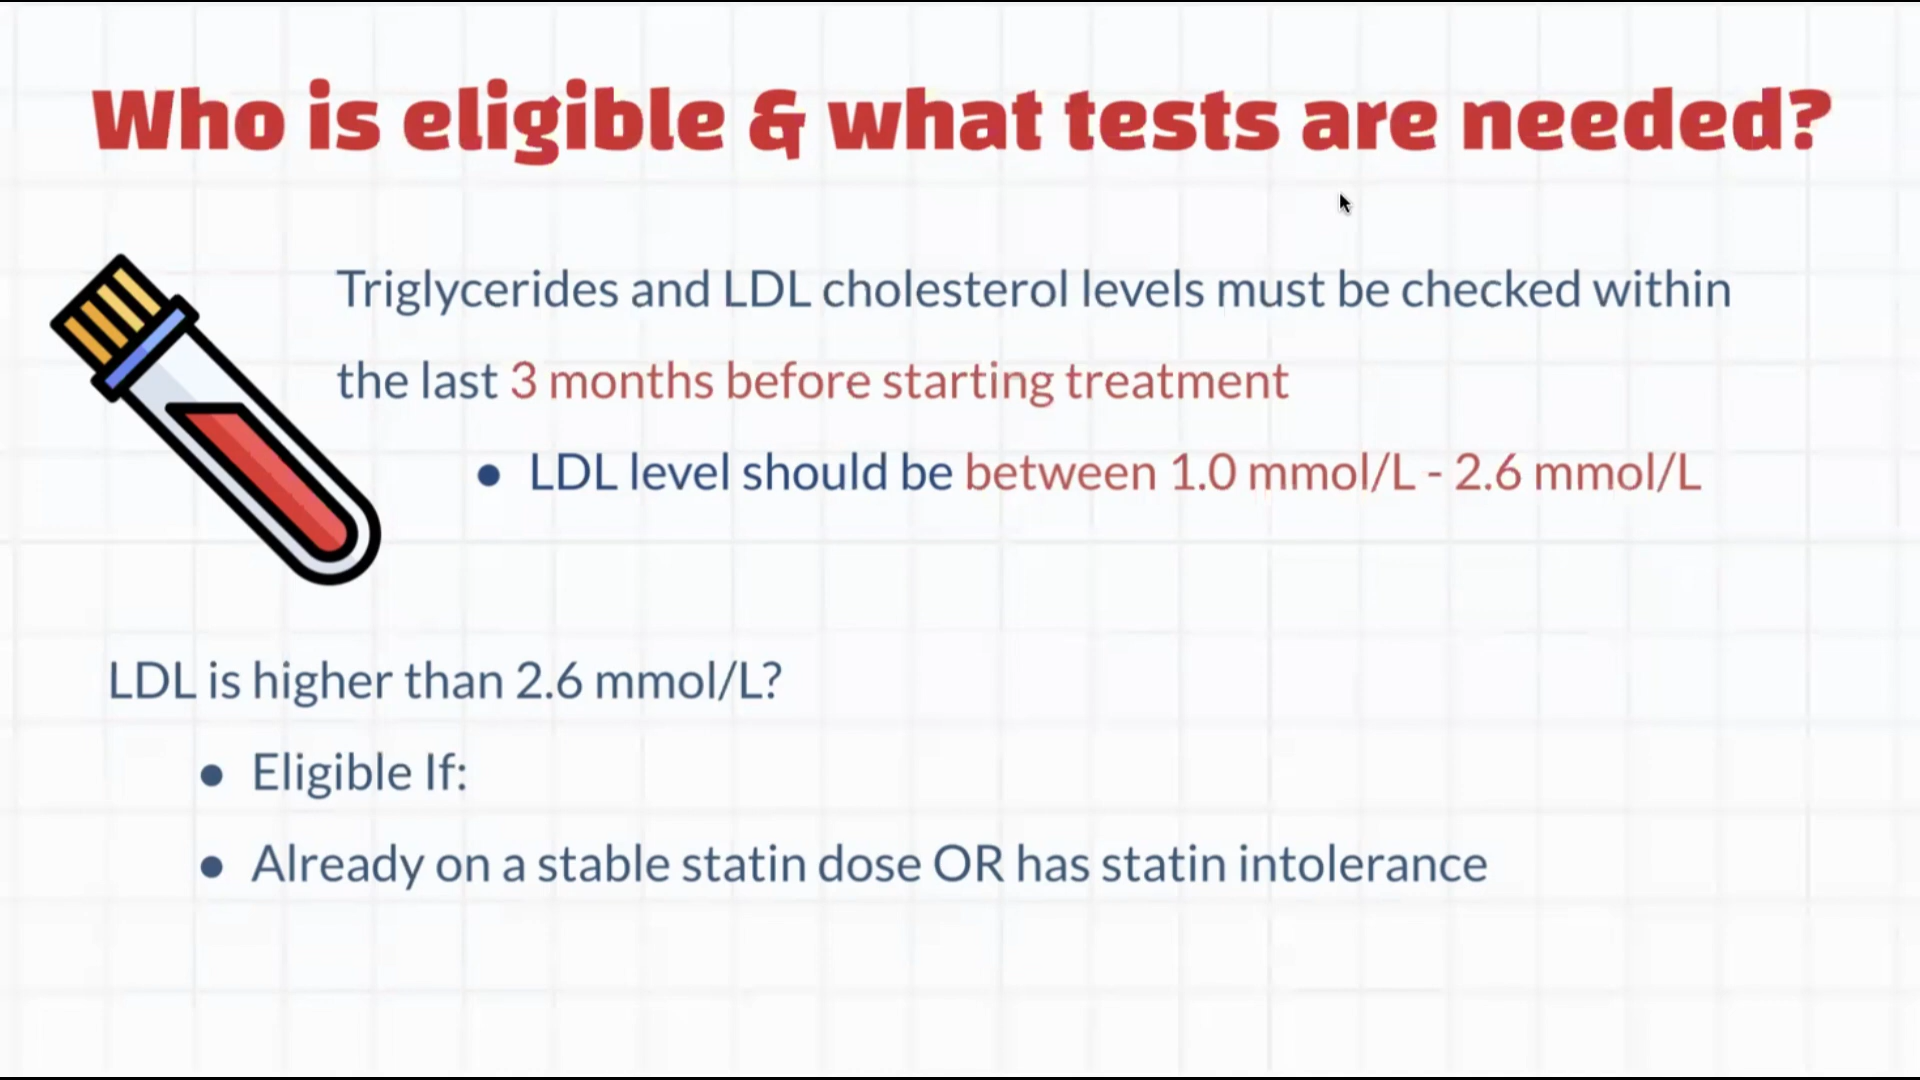 Who is eligible & what tests are needed?
Triglycerides and LDL cholesterol levels must be checked within
the last 3 months before starting treatment
● LDL level should be between 1.0 mmol/L - 2.6 mmol/L
LDL is higher than 2.6 mmol/L?
● Eligible If:
● Already on a stable statin dose OR has statin intolerance